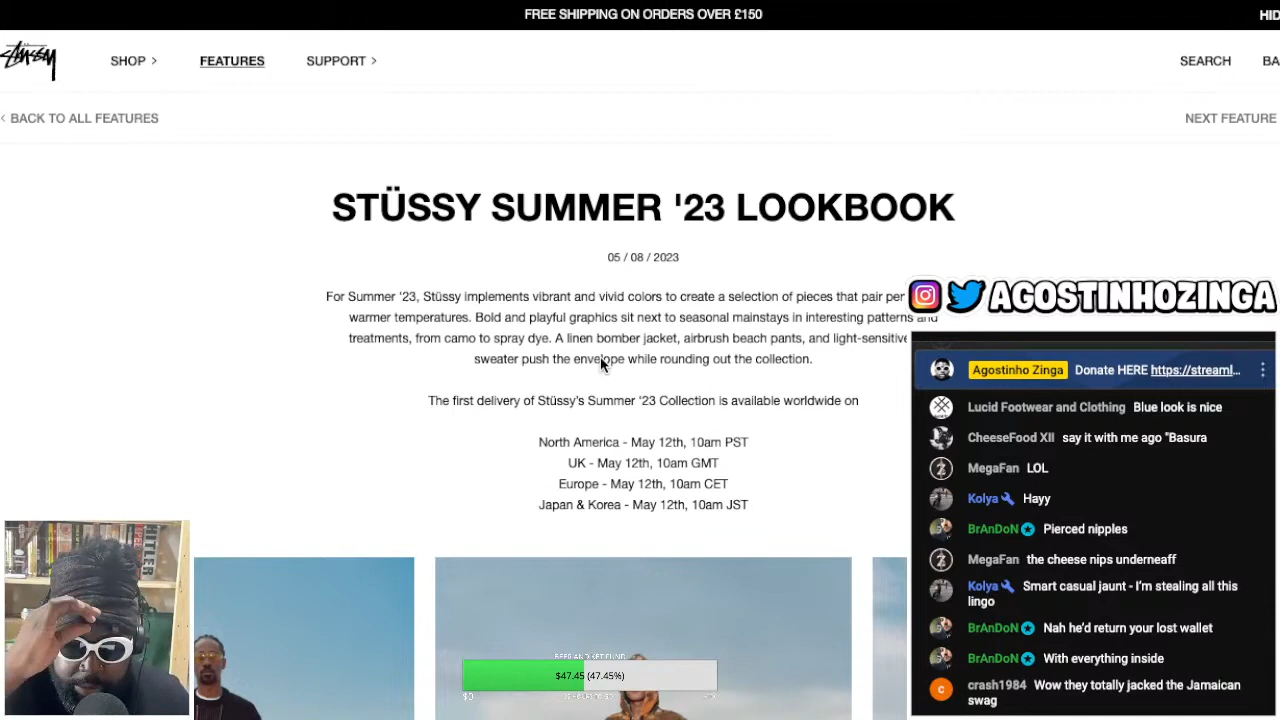 FREE SHIPPING ON ORDERS OVER £150
HID
Stüssy
SHOP >
FEATURES
SUPPORT >
SEARCH
BA
< BACK TO ALL FEATURES
NEXT FEATURE
STÜSSY SUMMER '23 LOOKBOOK
05 / 08 / 2023
For Summer '23, Stüssy implements vibrant and vivid colors to create a selection of pieces that pair
warmer temperatures. Bold and playful graphics sit next to seasonal mainstays in interesting patterns and
treatments, from camo to spray dye. A linen bomber jacket, airbrush beach pants, and light-sensitive
sweater push the envelope while rounding out the collection.
The first delivery of Stüssy's Summer '23 Collection is available worldwide on
North America - May 12th, 10am PST
UK - May 12th, 10am GMT
Europe - May 12th, 10am CET
Japan & Korea - May 12th, 10am JST
AGOSTINHOZINGA
Agostinho Zinga Donate HERE https://streaml...
Lucid Footwear and Clothing Blue look is nice
CheeseFood XII say it with me ago "Basura
MegaFan LOL
Kolya Hayy
BrAnDoN Pierced nipples
MegaFan the cheese nips underneaff
Kolya Smart casual jaunt - I'm stealing all this
lingo
BrAnDoN Nah he'd return your lost wallet
BrAnDoN With everything inside
crash1984 Wow they totally jacked the Jamaican
swag
$47.45 (47.45%)
$0